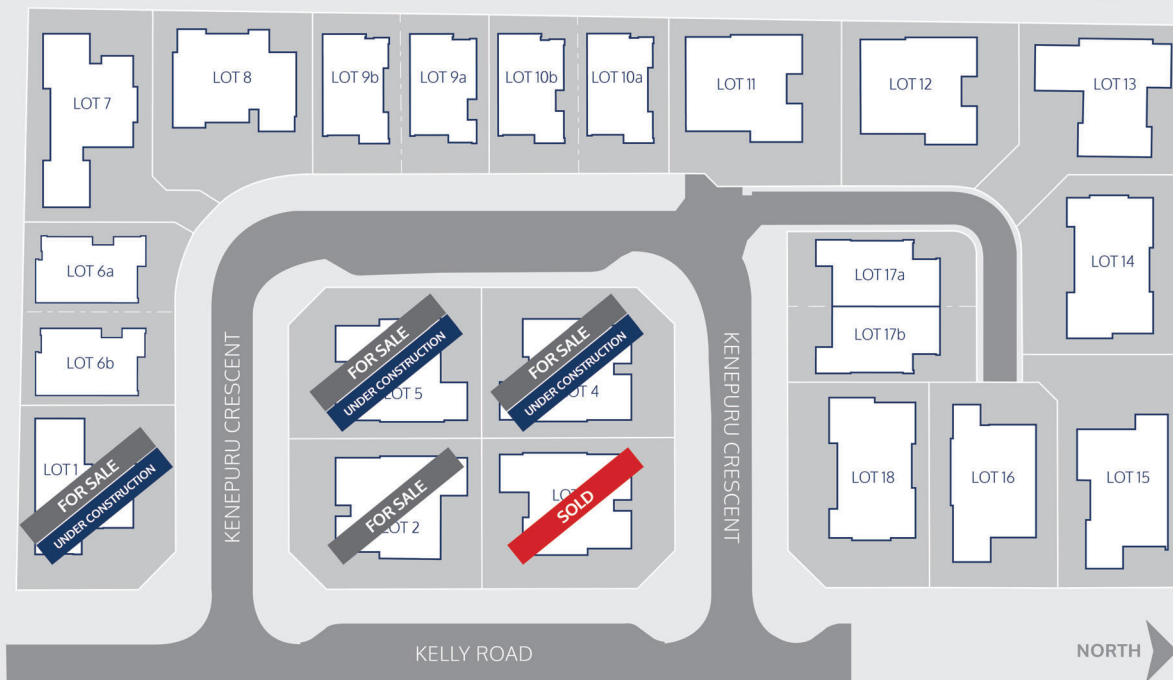 LOT 7
LOT 8
LOT 9b
LOT 9a
LOT 10b
LOT 10a
LOT 11
LOT 12
LOT 13
LOT 6a
LOT 6b
LOT 1
FOR SALE
UNDER CONSTRUCTION
KENEPURU CRESCENT
FOR SALE
UNDER CONSTRUCTION
LOT 5
FOR SALE
UNDER CONSTRUCTION
LOT 4
FOR SALE
LOT 2
LOT
SOLD
KENEPURU CRESCENT
LOT 17a
LOT 17b
LOT 14
LOT 18
LOT 16
LOT 15
KELLY ROAD
NORTH